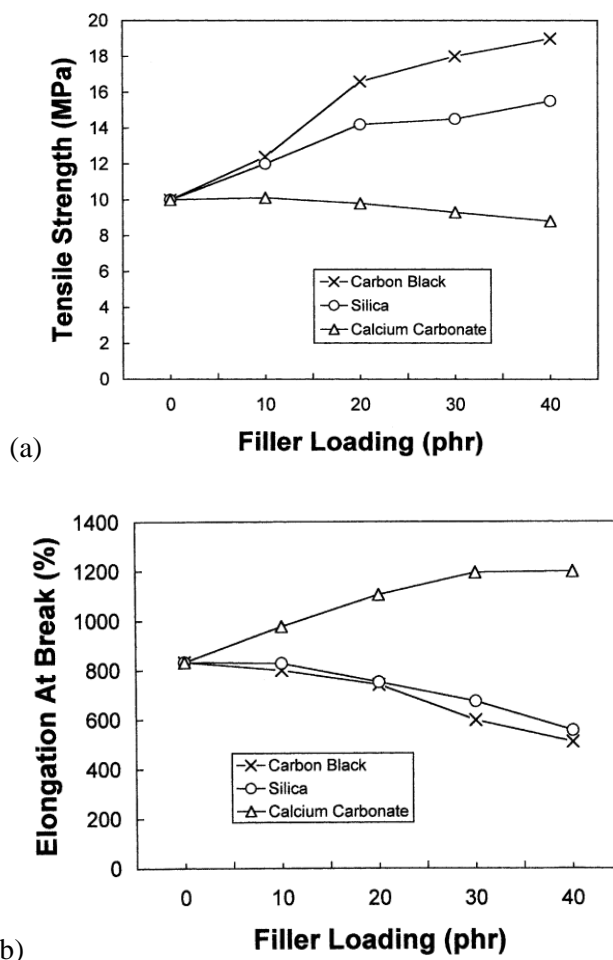 20
18
16
14
12
10
8
6
4
2
0
Tensile Strength (MPa)
Carbon Black
Silica
Calcium Carbonate
0 10 20 30 40
Filler Loading (phr)
(a)
1400
1200
1000
800
600
400
200
0
Elongation At Break (%)
Carbon Black
Silica
Calcium Carbonate
0 10 20 30 40
Filler Loading (phr)
b)